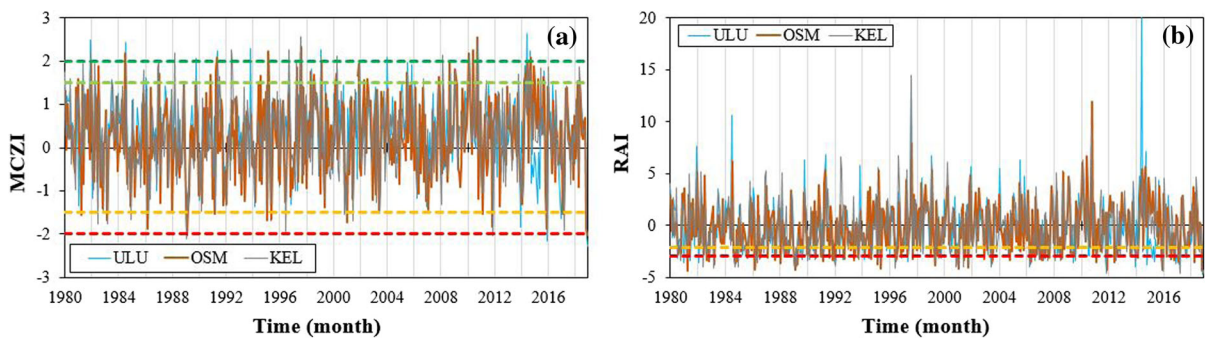 (a)
3
2
1
0
-1
-2
-3
MCZI
ULU OSM KEL
1980 1984 1988 1992 1996 2000 2004 2008 2012 2016
Time (month)
(b)
ULU OSM KEL
20
15
10
5
0
-5
RAI
1980 1984 1988 1992 1996 2000 2004 2008 2012 2016
Time (month)